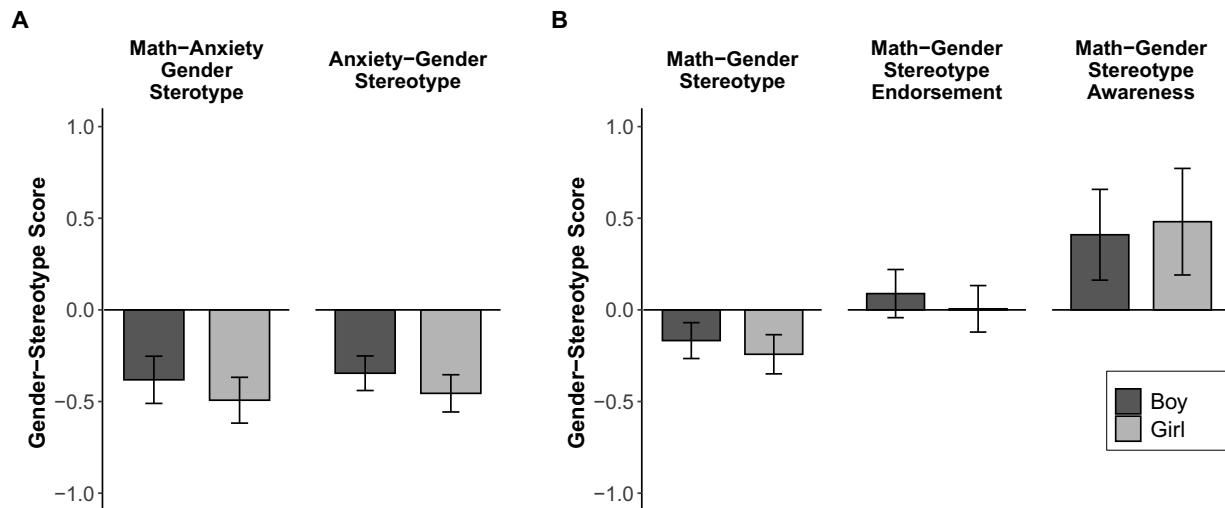 A
Math−Anxiety
Gender
Sterotype
Anxiety−Gender
Stereotype
Gender−Stereotype Score
1.0
0.5
0.0
−0.5
−1.0
B
Math−Gender
Stereotype
Math−Gender
Stereotype
Endorsement
Math−Gender
Stereotype
Awareness
Gender−Stereotype Score
1.0
0.5
0.0
−0.5
−1.0
Boy
Girl